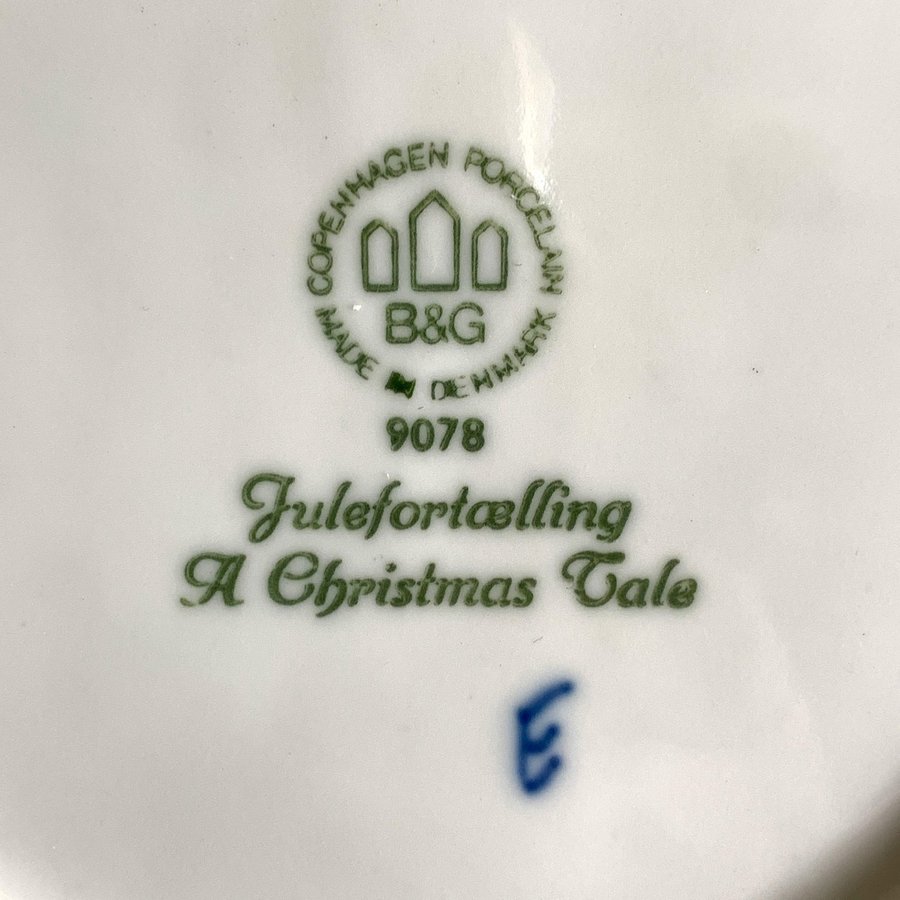 COPENHAGEN PORCELAIN
B&G
MADE IN DENMARK
9078
Julefortælling
A Christmas Tale
E